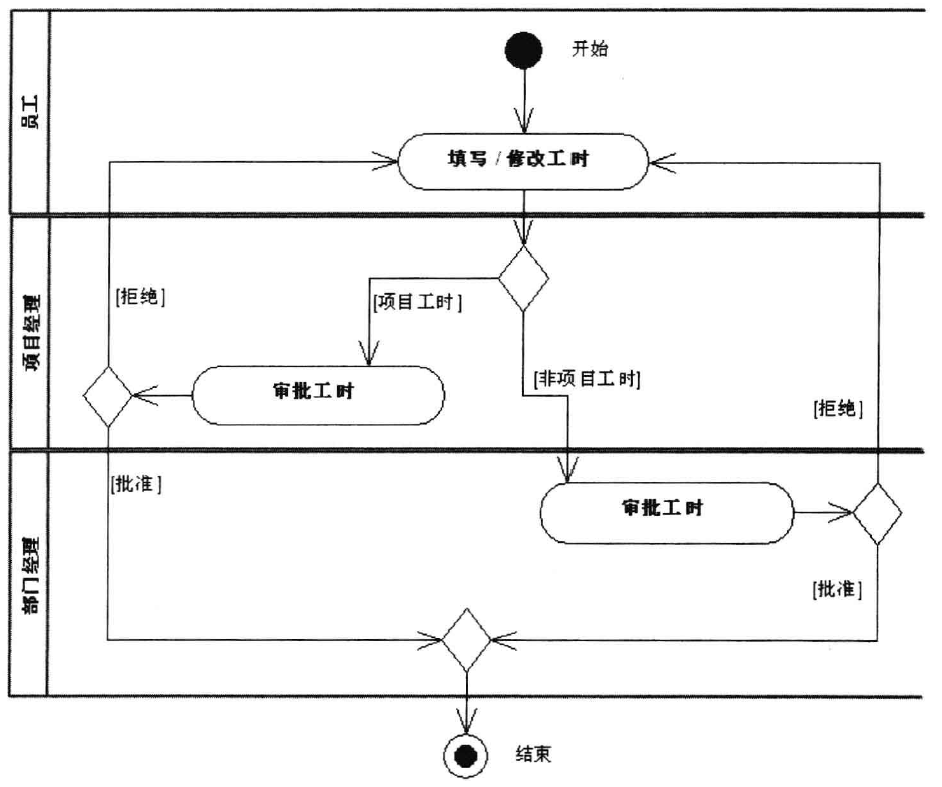 开始
员工
填写/修改工时
项目经理
[拒绝]
[项目工时]
[非项目工时]
审批工时
[拒绝]
[批准]
审批工时
部门经理
[批准]
结束